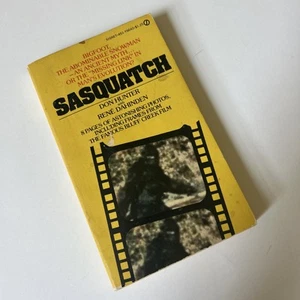 BIGFOOT,
THE ABOMINABLE SNOWMAN
—AN ANCIENT MYTH,
OR THE "MISSING LINK" IN
MAN'S EVOLUTION?
SASQUATCH
DON HUNTER
RENÉ DAHINDEN
8 PAGES OF ASTONISHING PHOTOS,
INCLUDING FRAMES FROM
THE FAMOUS BLUFF CREEK FILM